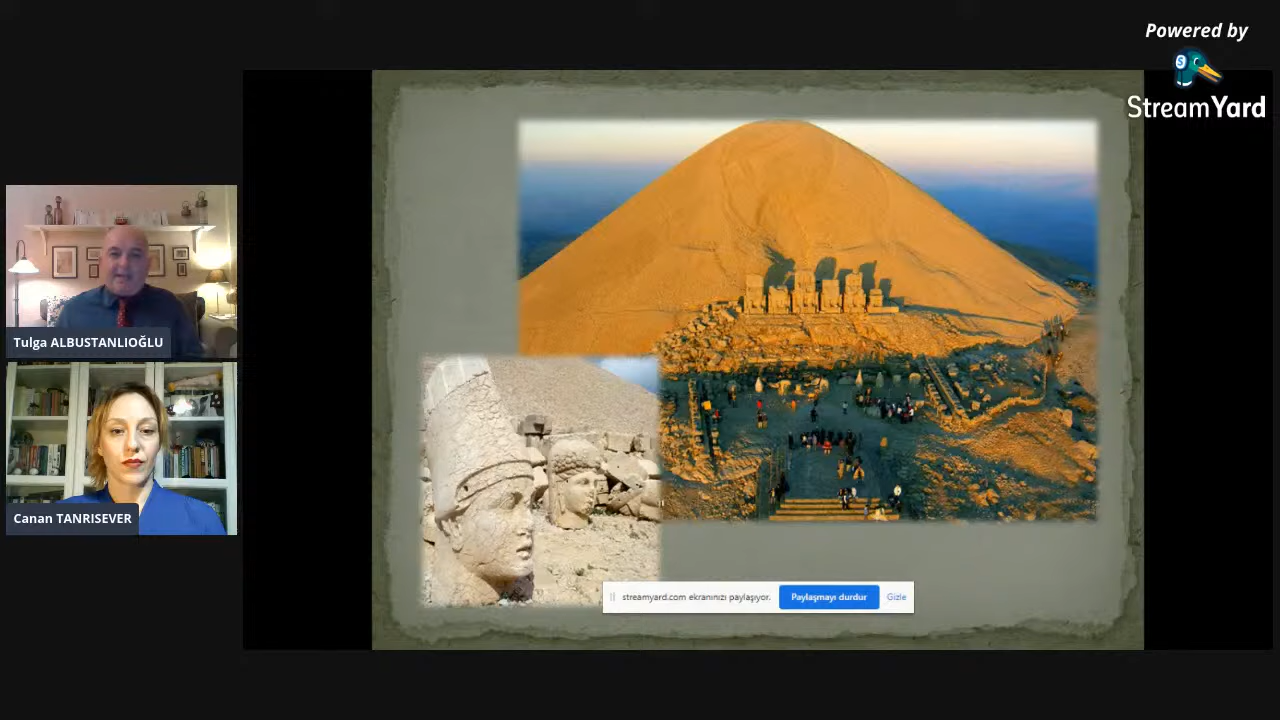 Powered by
StreamYard
Tulga ALBUSTANLIOĞLU
Canan TANRISEVER
streamyard.com ekranınızı paylaşıyor. Paylaşmayı durdur Gizle